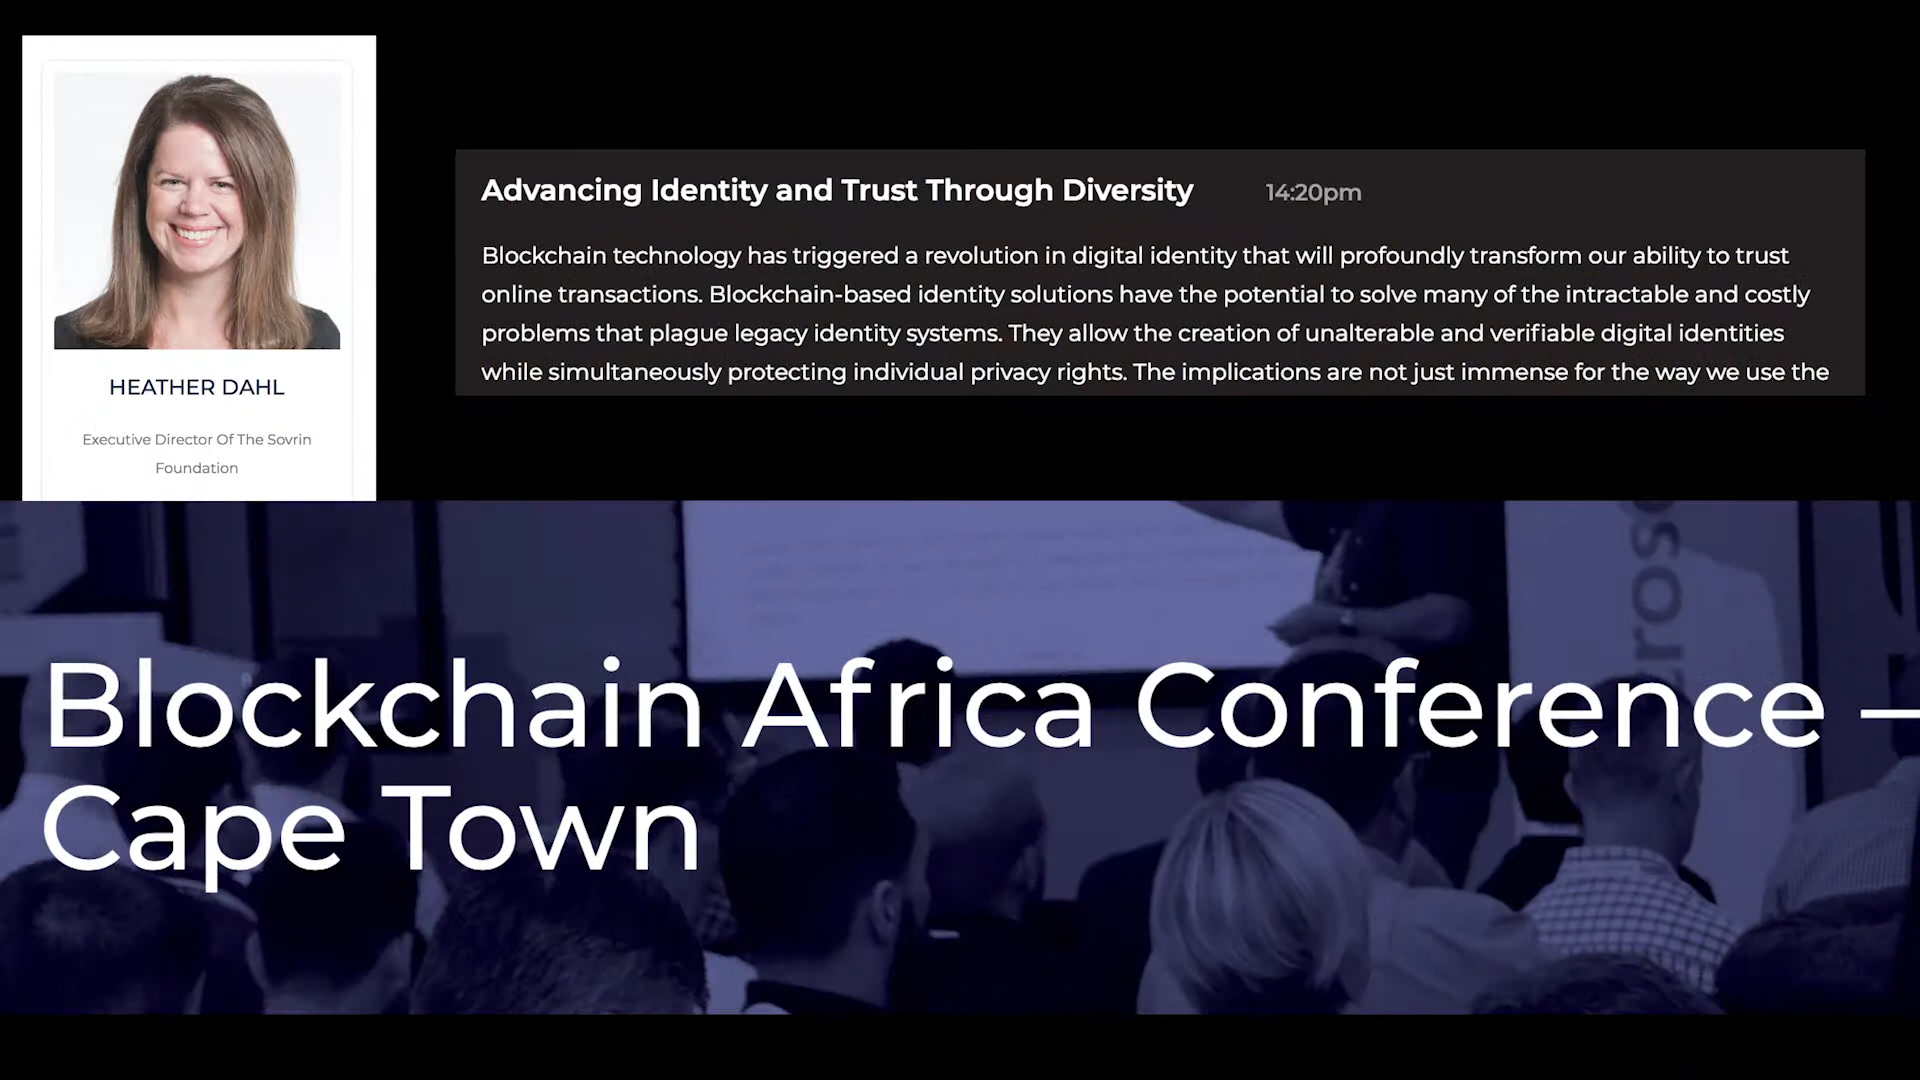 HEATHER DAHL
Executive Director Of The Sovrin
Foundation
Advancing Identity and Trust Through Diversity 14:20pm
Blockchain technology has triggered a revolution in digital identity that will profoundly transform our ability to trust
online transactions. Blockchain-based identity solutions have the potential to solve many of the intractable and costly
problems that plague legacy identity systems. They allow the creation of unalterable and verifiable digital identities
while simultaneously protecting individual privacy rights. The implications are not just immense for the way we use the
Blockchain Africa Conference –
Cape Town